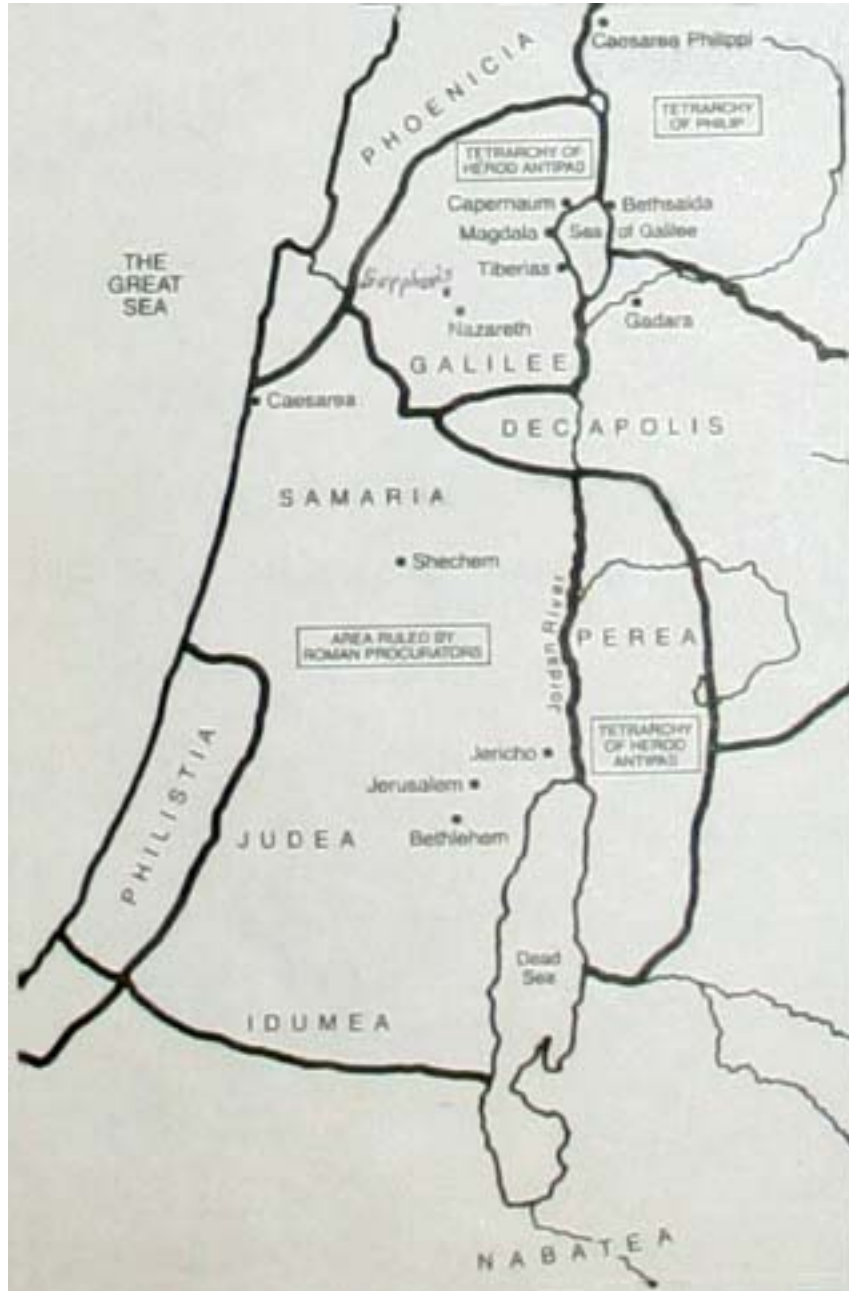 PHOENICIA
Caesarea Philippi
TETRARCHY
OF PHILIP
TETRARCHY OF
HEROD ANTIPAS
Capernaum
Bethsaida
Magdala
Sea of Galilee
THE
GREAT
SEA
Tiberias
Nazareth
Gadara
GALILEE
Caesarea
DECAPOLIS
SAMARIA
Shechem
Jordan River
AREA RULED BY
ROMAN PROCURATORS
PEREA
TETRARCHY
OF HEROD
ANTIPAS
Jericho
Jerusalem
PHILISTIA
JUDEA
Bethlehem
Dead
Sea
IDUMEA
NABATEA